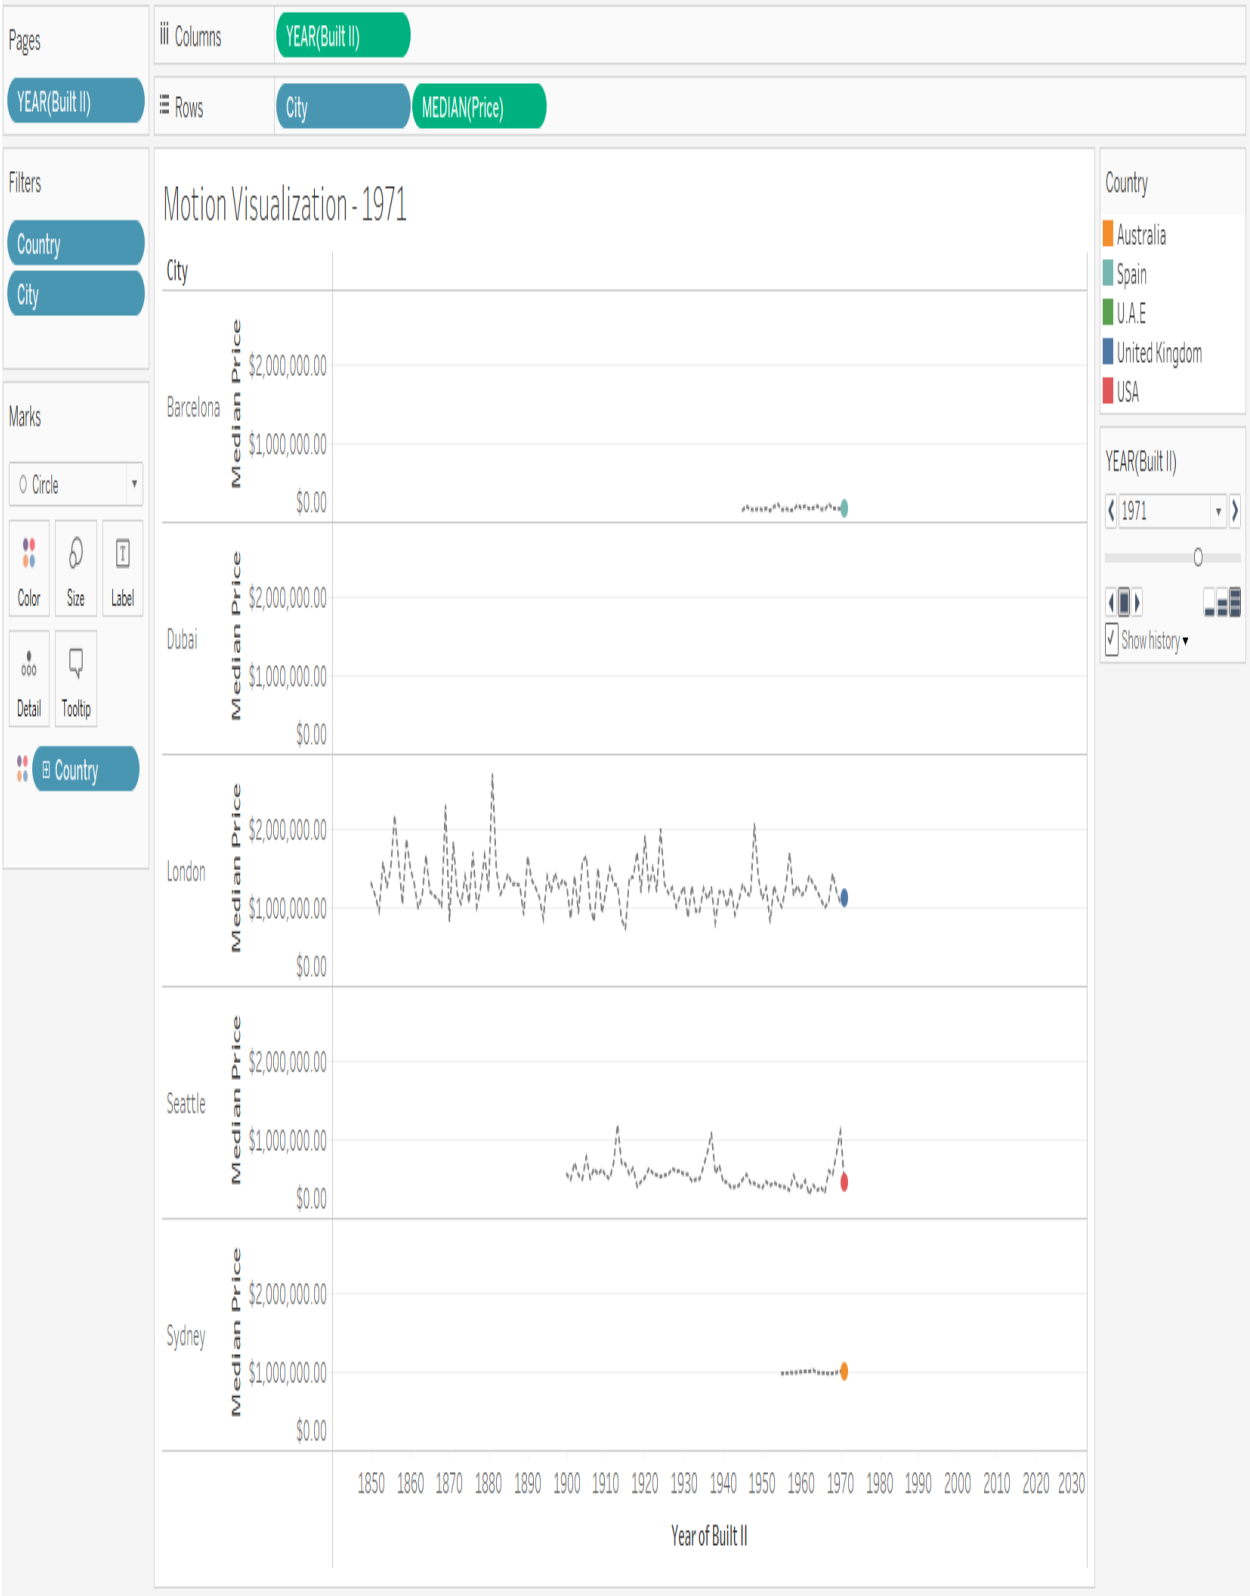 Pages
YEAR(Built II)
Columns
YEAR(Built II)
Rows
City
MEDIAN(Price)
Filters
Country
City
Marks
Circle
Color
Size
Label
Detail
Tooltip
Country
Motion Visualization - 1971
City
Barcelona
Median Price
$2,000,000.00
$1,000,000.00
$0.00
Dubai
Median Price
$2,000,000.00
$1,000,000.00
$0.00
London
Median Price
$2,000,000.00
$1,000,000.00
$0.00
Seattle
Median Price
$2,000,000.00
$1,000,000.00
$0.00
Sydney
Median Price
$2,000,000.00
$1,000,000.00
$0.00
1850 1860 1870 1880 1890 1900 1910 1920 1930 1940 1950 1960 1970 1980 1990 2000 2010 2020 2030
Year of Built II
Country
Australia
Spain
U.A.E
United Kingdom
USA
YEAR(Built II)
1971
Show history